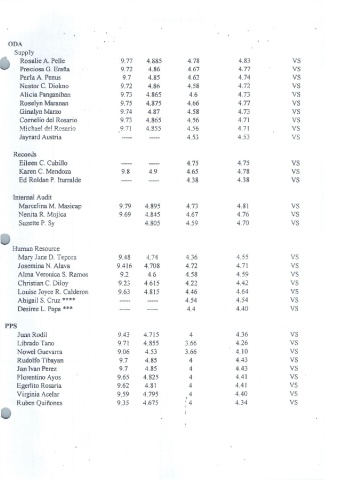 ODA
Supply
Rosalie A. Pelle 9.77 4.885 4.78 4.83 VS
Preciosa G. Braña 9.72 4.86 4.67 4.77 VS
Perla A. Penus 9.7 4.85 4.62 4.74 VS
Nestor C. Diokno 9.72 4.86 4.58 4.72 VS
Alicia Panganiban 9.73 4.865 4.6 4.73 VS
Roselyn Maranan 9.75 4.875 4.66 4.77 VS
Ginalyn Marzo 9.74 4.87 4.58 4.73 VS
Cornelio del Rosario 9.73 4.865 4.56 4.71 VS
Michael del Rosario 9.71 4.855 4.56 4.71 VS
Jaynard Austria ----- ----- 4.53 4.53 VS
Records
Eileen C. Cubillo ----- ----- 4.75 4.75 VS
Karen C. Mendoza 9.8 4.9 4.65 4.78 VS
Ed Roldan P. Iturralde ----- ----- 4.38 4.38 VS
Internal Audit
Marcelina M. Masicap 9.79 4.895 4.73 4.81 VS
Nenita R. Mojica 9.69 4.845 4.67 4.76 VS
Suzette P. Sy 4.805 4.59 4.70 VS
Human Resource
Mary Jane D. Tepora 9.48 4.74 4.36 4.55 VS
Josemina N. Alava 9.416 4.708 4.72 4.71 VS
Alma Veronica S. Ramos 9.2 4.6 4.58 4.59 VS
Christian C. Diloy 9.23 4.615 4.22 4.42 VS
Louise Joyce R. Calderon 9.63 4.815 4.46 4.64 VS
Abigail S. Cruz **** ----- ----- 4.54 4.54 VS
Desiree L. Papa *** ----- ----- 4.4 4.40 VS
PPS
Juan Rodil 9.43 4.715 4 4.36 VS
Librado Tano 9.71 4.855 3.66 4.26 VS
Nowel Guevarra 9.06 4.53 3.66 4.10 VS
Rudolfo Tibayan 9.7 4.85 4 4.43 VS
Jan Ivan Perez 9.7 4.85 4 4.43 VS
Florentino Ayos 9.65 4.825 4 4.41 VS
Egerlito Rosaria 9.62 4.81 4 4.41 VS
Virginia Acelar 9.59 4.795 4 4.40 VS
Ruben Quiñones 9.35 4.675 4 4.34 VS